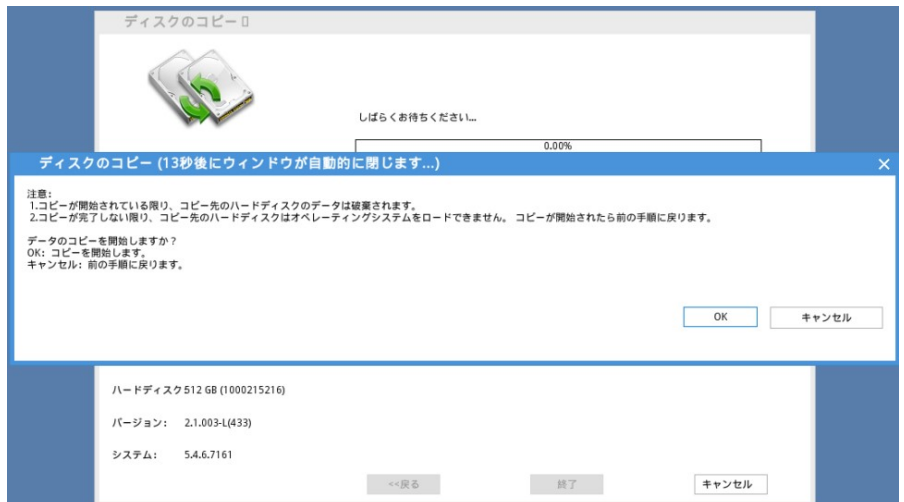 ディスクのコピー
しばらくお待ちください...
0.00%
ディスクのコピー (13秒後にウィンドウが自動的に閉じます...)
注意:
1.コピーが開始されている限り、コピー先のハードディスクのデータは破棄されます。
2.コピーが完了しない限り、コピー先のハードディスクはオペレーティングシステムをロードできません。 コピーが開始されたら前の手順に戻ります。
データのコピーを開始しますか？
OK: コピーを開始します。
キャンセル: 前の手順に戻ります。
OK キャンセル
ハードディスク 512 GB (1000215216)
バージョン: 2.1.003-L(433)
システム: 5.4.6.7161
<<戻る 終了 キャンセル